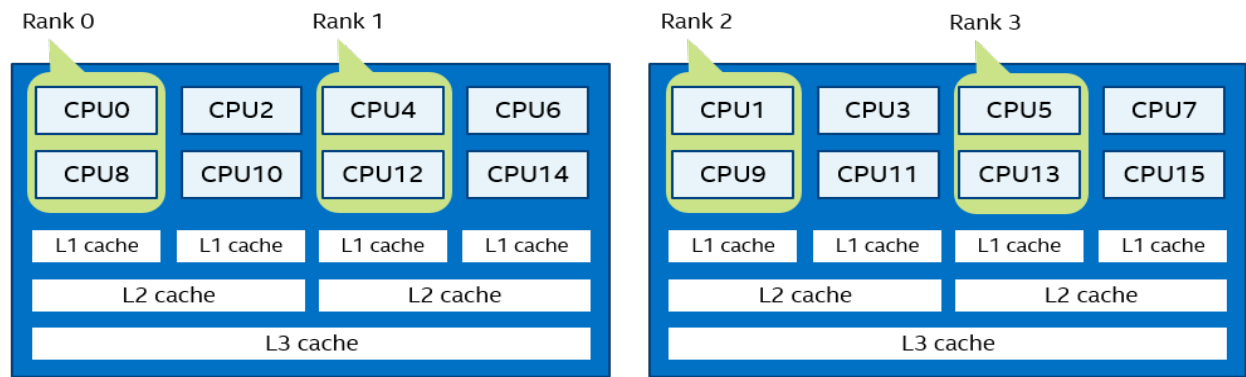 Rank 0 Rank 1 Rank 2 Rank 3
CPU0 CPU2 CPU4 CPU6 CPU1 CPU3 CPU5 CPU7
CPU8 CPU10 CPU12 CPU14 CPU9 CPU11 CPU13 CPU15
L1 cache L1 cache L1 cache L1 cache L1 cache L1 cache L1 cache L1 cache
L2 cache L2 cache L2 cache L2 cache
L3 cache L3 cache